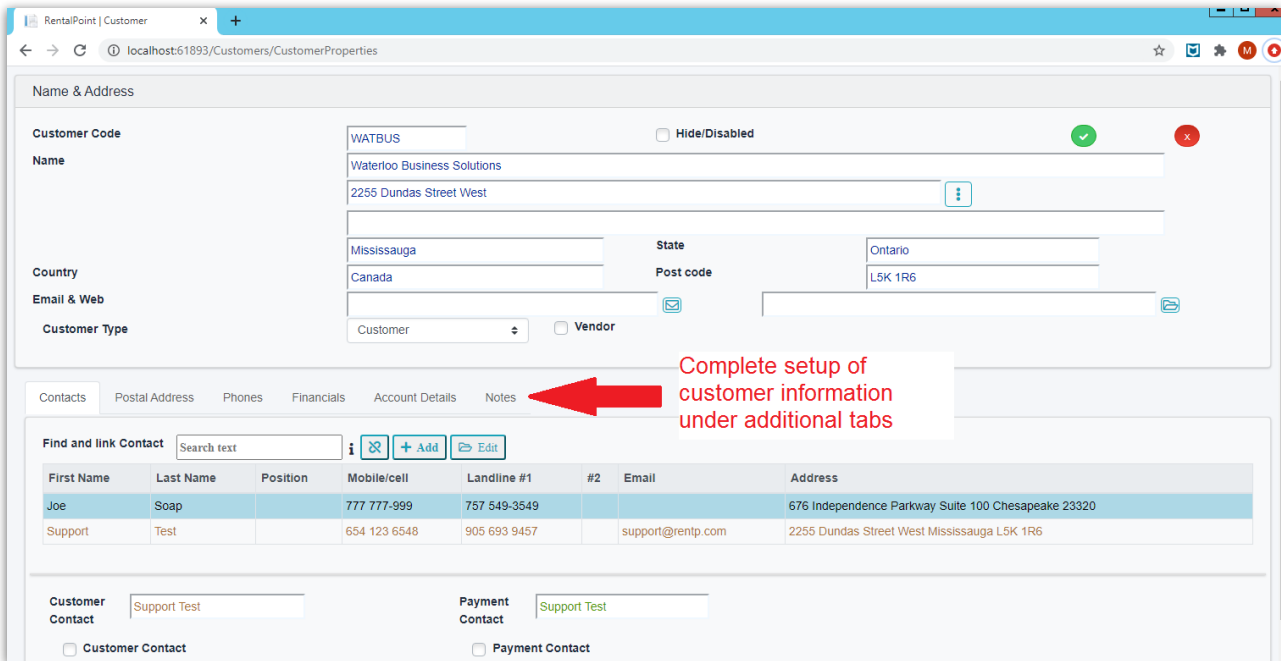 RentalPoint | Customer × +
localhost:61893/Customers/CustomerProperties M
Name & Address
Customer Code WATBUS Hide/Disabled x
Name Waterloo Business Solutions
2255 Dundas Street West
Mississauga State Ontario
Country Canada Post code L5K 1R6
Email & Web
Customer Type Customer Vendor
Complete setup of
customer information
under additional tabs
Contacts Postal Address Phones Financials Account Details Notes
Find and link Contact Search text i + Add Edit
First Name Last Name Position Mobile/cell Landline #1 #2 Email Address
Joe Soap 777 777-999 757 549-3549 676 Independence Parkway Suite 100 Chesapeake 23320
Support Test 654 123 6548 905 693 9457 support@rentp.com 2255 Dundas Street West Mississauga L5K 1R6
Customer Support Test Payment Support Test
Contact Contact
Customer Contact Payment Contact